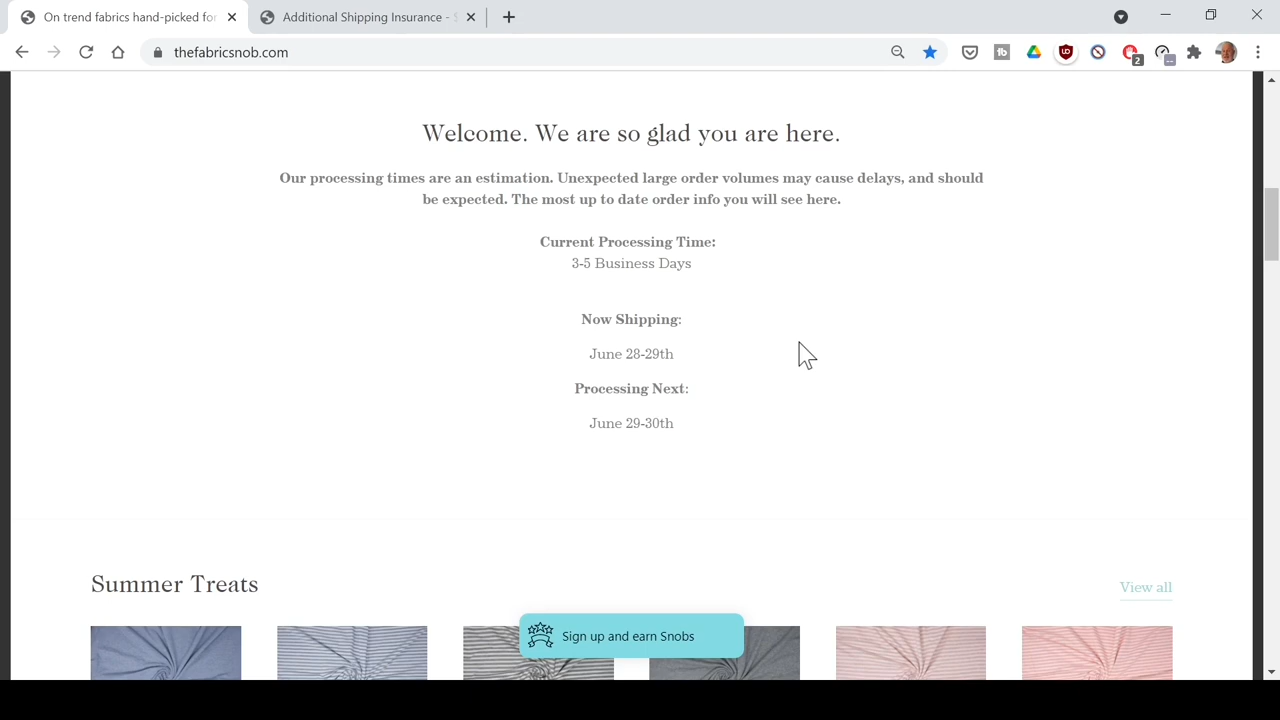 On trend fabrics hand-picked for
Additional Shipping Insurance -
thefabricsnob.com
2
Welcome. We are so glad you are here.
Our processing times are an estimation. Unexpected large order volumes may cause delays, and should
be expected. The most up to date order info you will see here.
Current Processing Time:
3-5 Business Days
Now Shipping:
June 28-29th
Processing Next:
June 29-30th
Summer Treats
View all
Sign up and earn Snobs